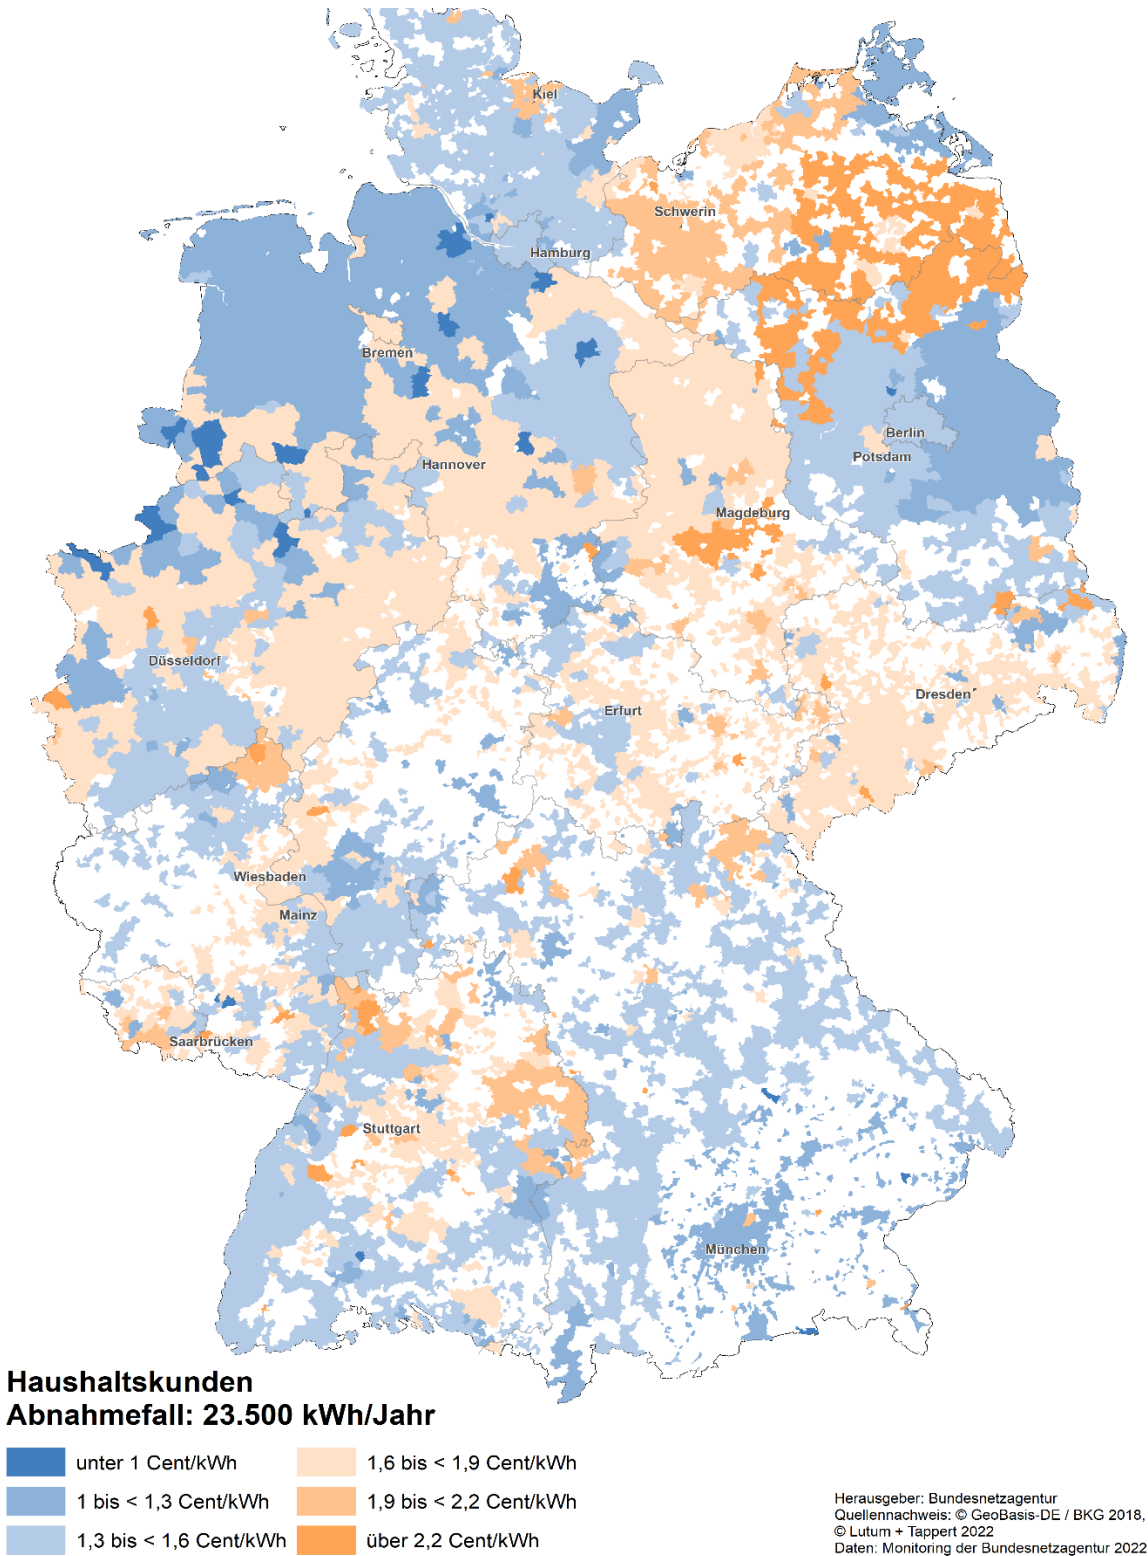 Kiel
Schwerin
Hamburg
Bremen
Berlin
Potsdam
Hannover
Magdeburg
Düsseldorf
Dresden
Erfurt
Wiesbaden
Mainz
Saarbrücken
Stuttgart
München
Haushaltskunden
Abnahmefall: 23.500 kWh/Jahr
unter 1 Cent/kWh
1 bis < 1,3 Cent/kWh
1,3 bis < 1,6 Cent/kWh
1,6 bis < 1,9 Cent/kWh
1,9 bis < 2,2 Cent/kWh
über 2,2 Cent/kWh
Herausgeber: Bundesnetzagentur
Quellennachweis: © GeoBasis-DE / BKG 2018,
© Lutum + Tappert 2022
Daten: Monitoring der Bundesnetzagentur 2022